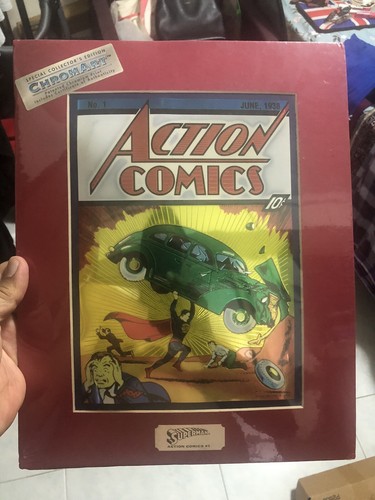 SPECIAL COLLECTOR'S EDITION
CHROMART
No. 1 JUNE, 1938
ACTION
COMICS
10¢
SUPERMAN
ACTION COMICS #1